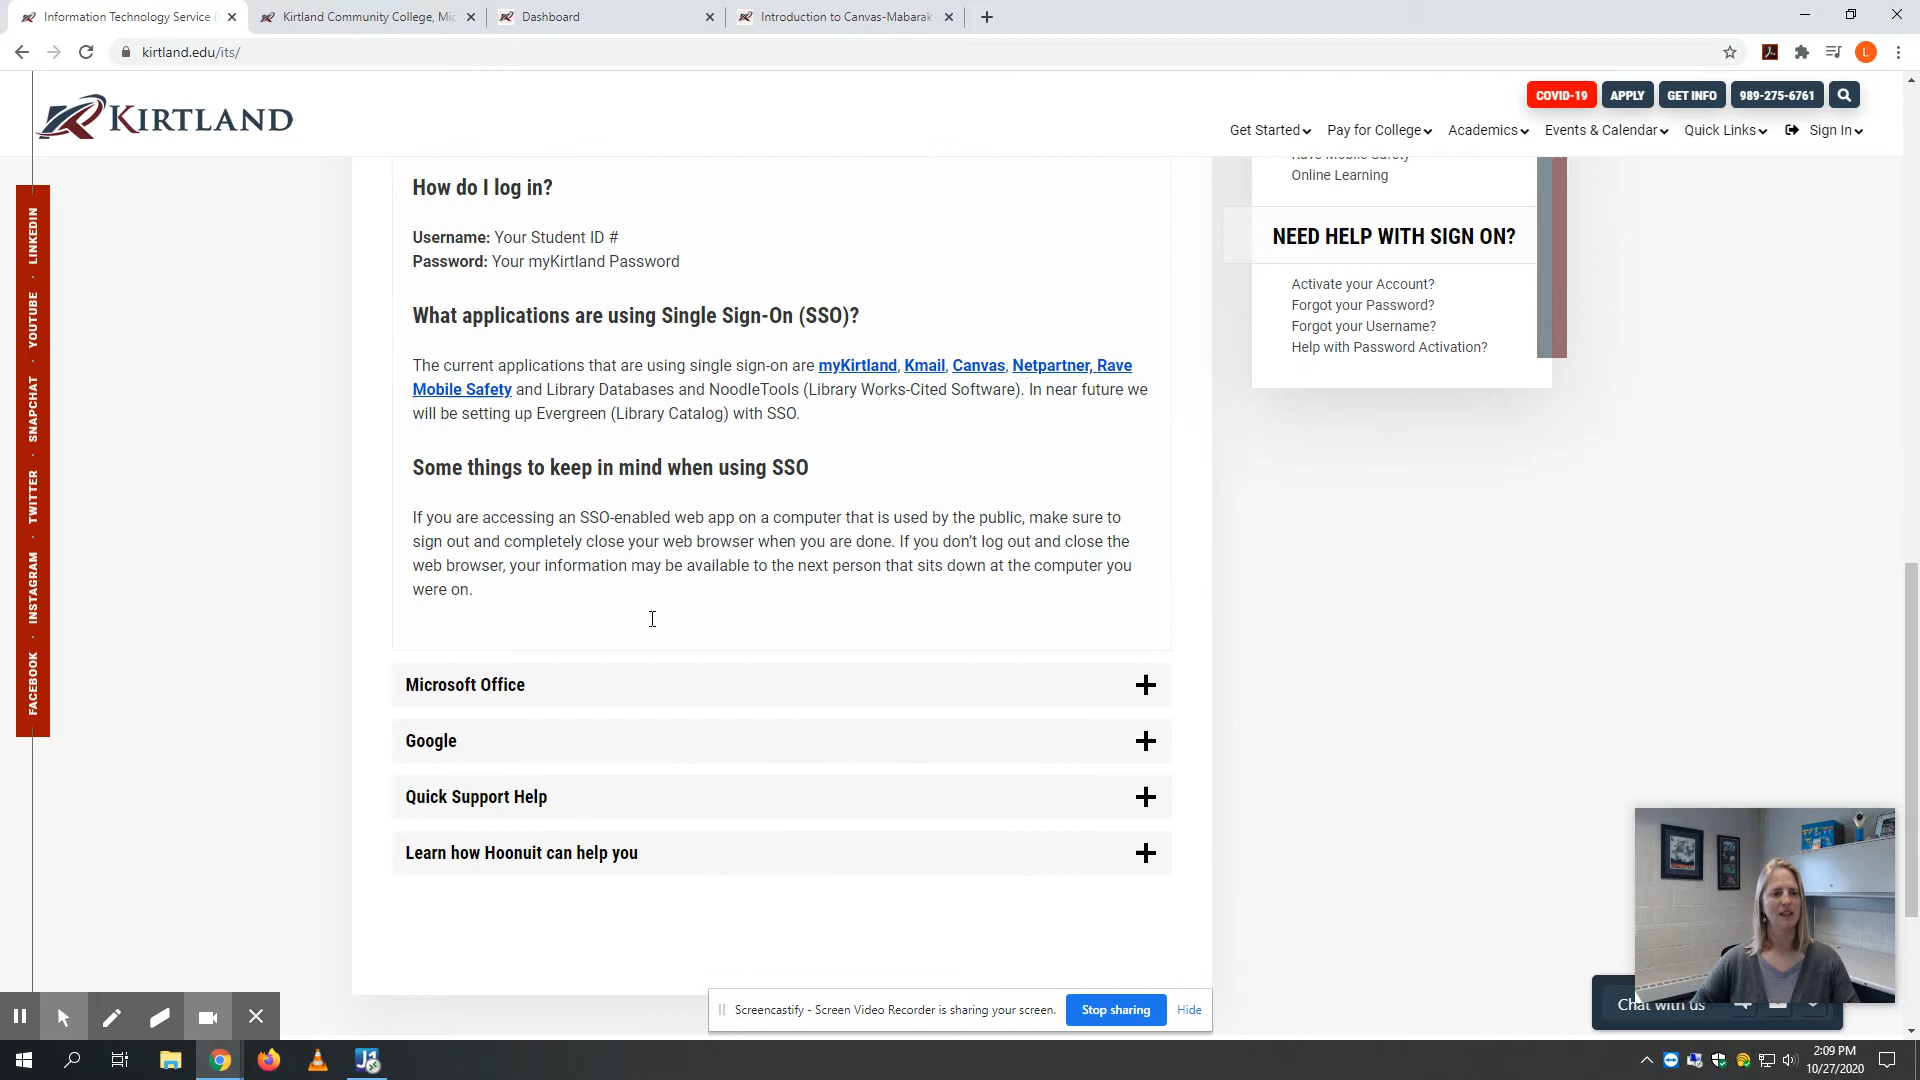 Information Technology Service (
Kirtland Community College, Mic
Dashboard
Introduction to Canvas-Mabarak
kirtland.edu/its/
L
KIRTLAND
COVID-19
APPLY
GET INFO
989-275-6761
Get Started
Pay for College
Academics
Events & Calendar
Quick Links
Sign In
FACEBOOK · INSTAGRAM · TWITTER · SNAPCHAT · YOUTUBE · LINKEDIN
How do I log in?
Username: Your Student ID #
Password: Your myKirtland Password
What applications are using Single Sign-On (SSO)?
The current applications that are using single sign-on are myKirtland, Kmail, Canvas, Netpartner, Rave
Mobile Safety and Library Databases and NoodleTools (Library Works-Cited Software). In near future we
will be setting up Evergreen (Library Catalog) with SSO.
Some things to keep in mind when using SSO
If you are accessing an SSO-enabled web app on a computer that is used by the public, make sure to
sign out and completely close your web browser when you are done. If you don’t log out and close the
web browser, your information may be available to the next person that sits down at the computer you
were on.
Microsoft Office
Google
Quick Support Help
Learn how Hoonuit can help you
Rave Mobile Safety
Online Learning
NEED HELP WITH SIGN ON?
Activate your Account?
Forgot your Password?
Forgot your Username?
Help with Password Activation?
Chat with us
Screencastify - Screen Video Recorder is sharing your screen.
Stop sharing
Hide
2:09 PM
10/27/2020